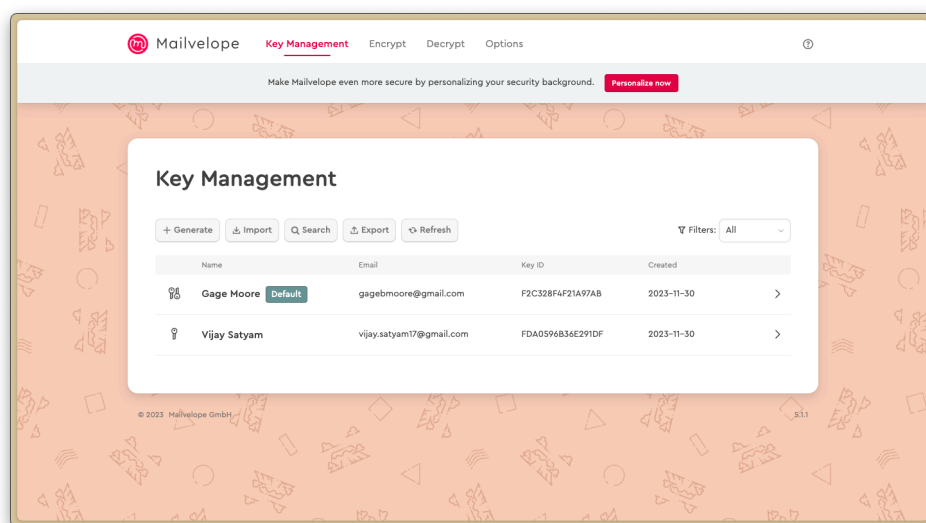 Mailvelope Key Management Encrypt Decrypt Options
Make Mailvelope even more secure by personalizing your security background. Personalize now
Key Management
+ Generate Import Search Export Refresh Filters: All
Name Email Key ID Created
Gage Moore Default gagebmoore@gmail.com F2C328F4F21A97AB 2023-11-30
Vijay Satyam vijay.satyam17@gmail.com FDA0596B36E291DF 2023-11-30
© 2023 Mailvelope GmbH 5.1.1